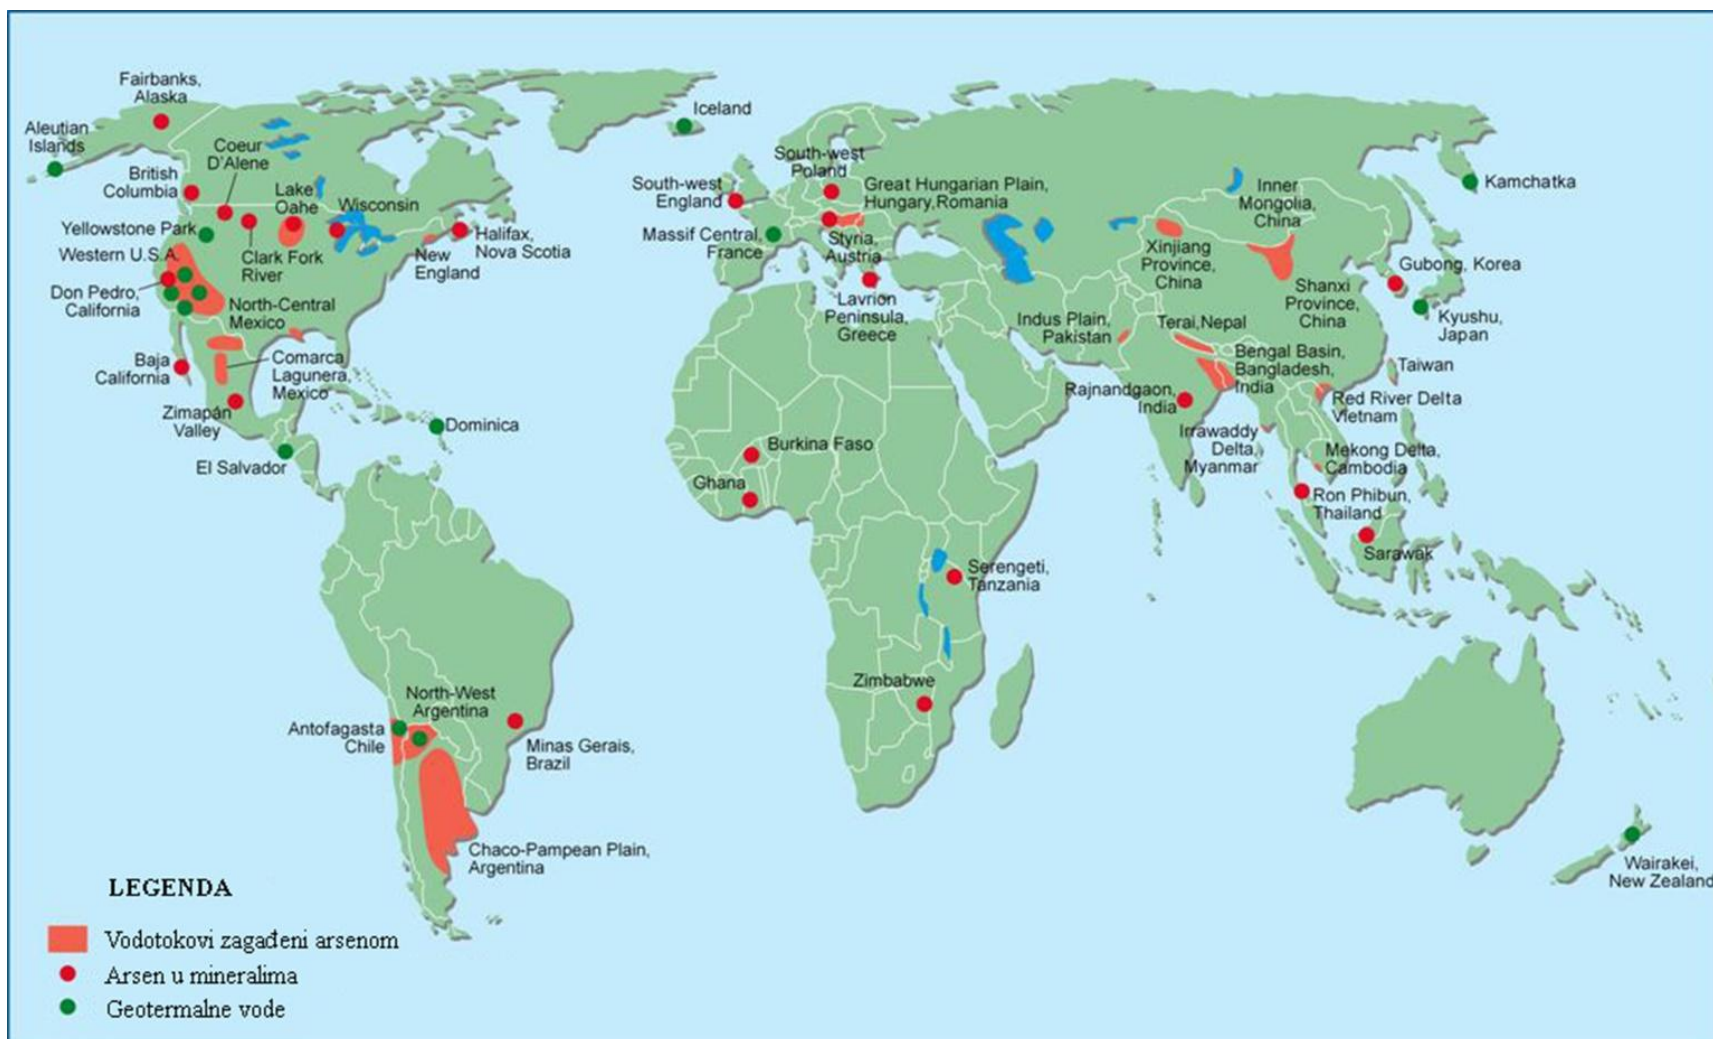 Fairbanks,
Alaska
Aleutian
Islands
Coeur
D'Alene
British
Columbia
Lake
Oahe
Wisconsin
Yellowstone Park
Western U.S.A.
Clark Fork
River
New
England
Halifax,
Nova Scotia
Don Pedro,
California
North-Central
Mexico
Baja
California
Comarca
Lagunera,
Mexico
Zimapán
Valley
El Salvador
Dominica
Iceland
South-west
Poland
South-west
England
Great Hungarian Plain,
Hungary,Romania
Massif Central,
France
Styria,
Austria
Lavrion
Peninsula,
Greece
Kamchatka
Inner
Mongolia,
China
Xinjiang
Province,
China
Shanxi
Province,
China
Gubong, Korea
Kyushu,
Japan
Indus Plain,
Pakistan
Terai,Nepal
Bengal Basin,
Bangladesh,
India
Taiwan
Rajnandgaon,
India
Red River Delta
Vietnam
Irrawaddy
Delta,
Myanmar
Mekong Delta,
Cambodia
Ron Phibun,
Thailand
Sarawak
Burkina Faso
Ghana
Serengeti,
Tanzania
Zimbabwe
North-West
Argentina
Antofagasta
Chile
Minas Gerais,
Brazil
Chaco-Pampean Plain,
Argentina
Wairakei,
New Zealand
LEGENDA
Vodotokovi zagađeni arsenom
Arsen u mineralima
Geotermalne vode